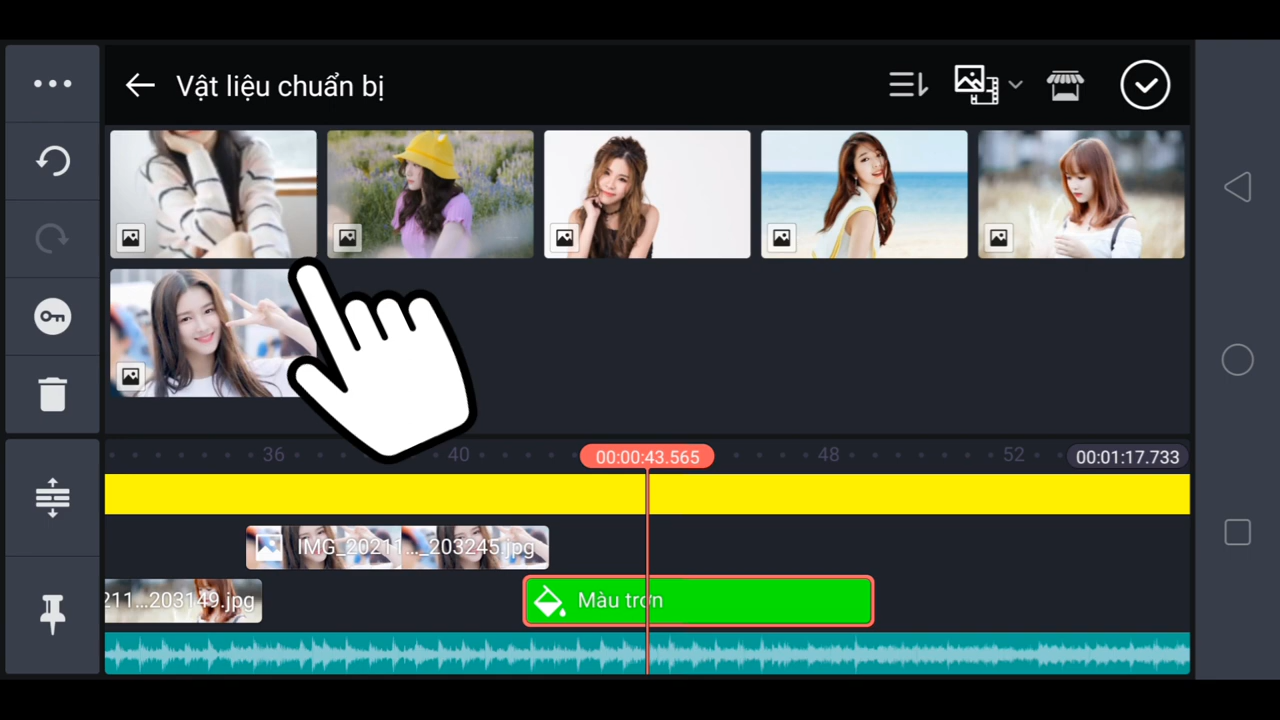 Vật liệu chuẩn bị
36 40 00:00:43.565 48 52 00:01:17.733
IMG_20211..._203245.jpg
211...203149.jpg
Màu trơn